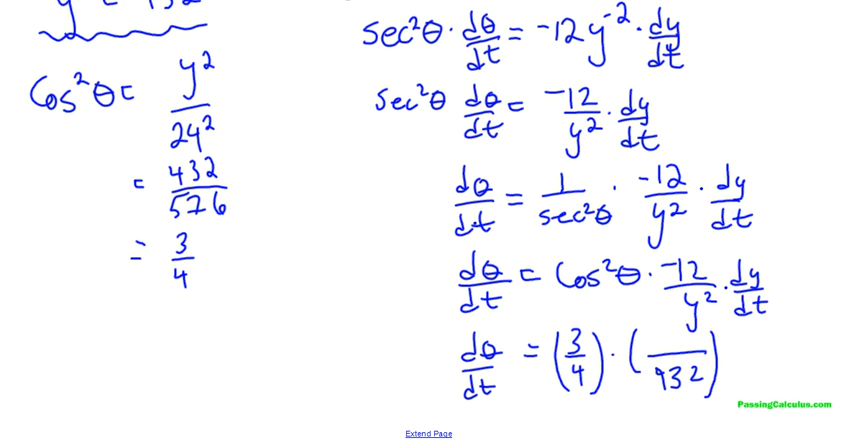 cos²θ = y²/24²
= 432/576
= 3/4
sec²θ · dθ/dt = -12y⁻² · dy/dt
sec²θ dθ/dt = -12/y² · dy/dt
dθ/dt = 1/sec²θ · -12/y² · dy/dt
dθ/dt = cos²θ · -12/y² · dy/dt
dθ/dt = (3/4) · ( /432)
PassingCalculus.com
Extend Page